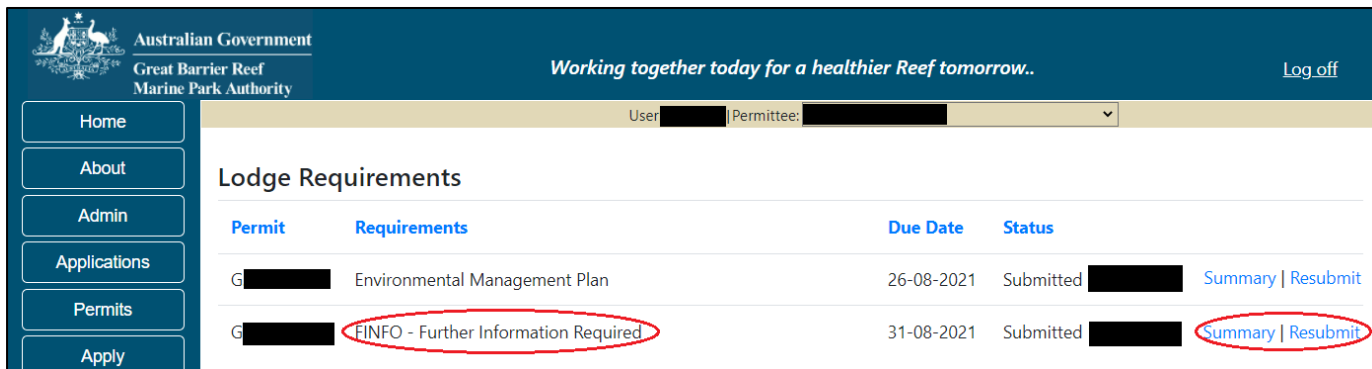 Australian Government
Great Barrier Reef
Marine Park Authority
Working together today for a healthier Reef tomorrow..
Log off
User | Permittee:
Home
About
Admin
Applications
Permits
Apply
Lodge Requirements
Permit Requirements Due Date Status
G Environmental Management Plan 26-08-2021 Submitted Summary | Resubmit
G FINFO - Further Information Required 31-08-2021 Submitted Summary | Resubmit